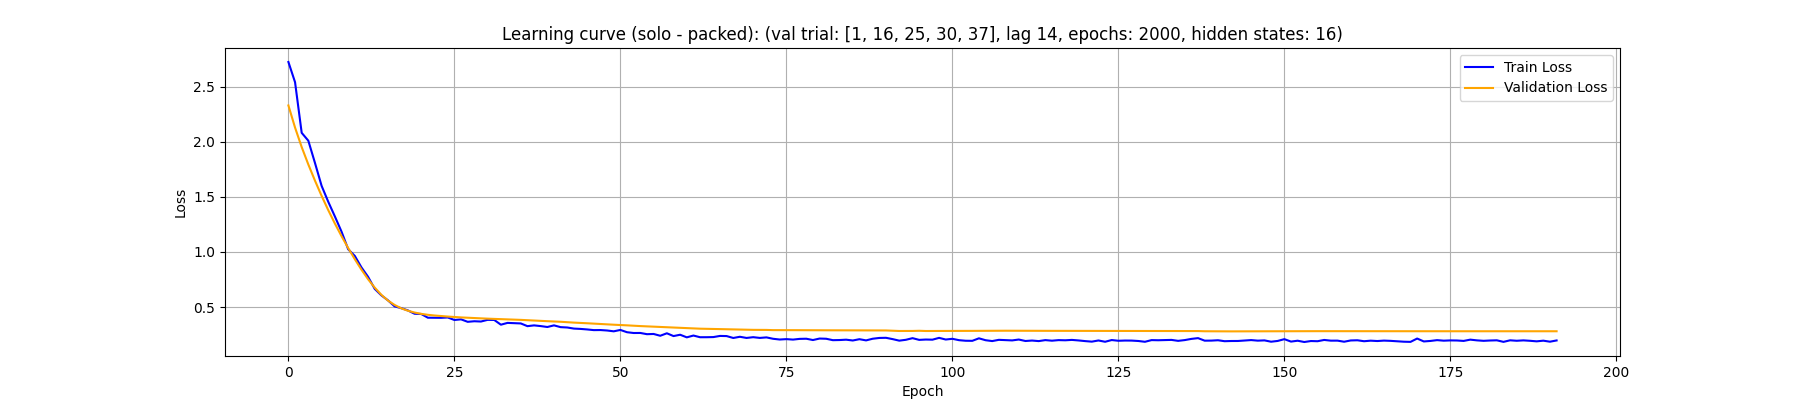 Learning curve (solo - packed): (val trial: [1, 16, 25, 30, 37], lag 14, epochs: 2000, hidden states: 16)
Train Loss
Validation Loss
Loss
2.5
2.0
1.5
1.0
0.5
0 25 50 75 100 125 150 175 200
Epoch